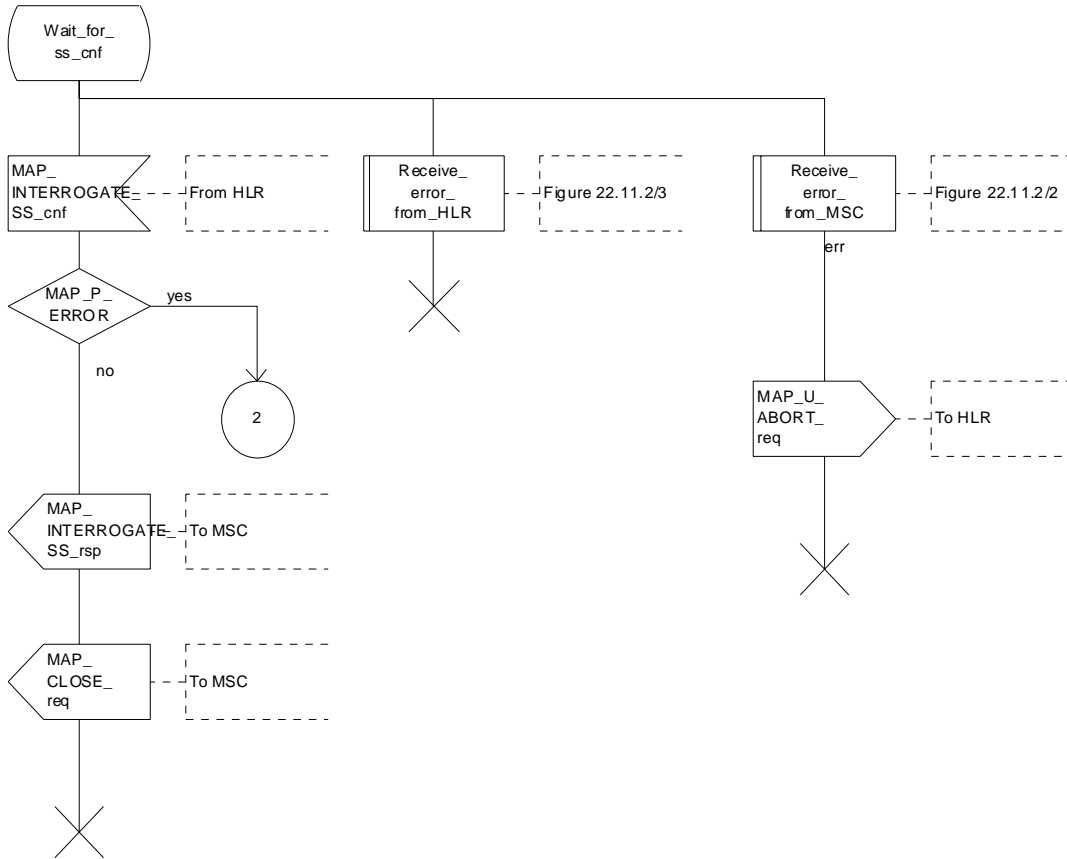 Wait_for_
ss_cnf
MAP_
INTERROGATE_
SS_cnf
From HLR
Receive_
error_
from_HLR
Figure 22.11.2/3
Receive_
error_
from_MSC
Figure 22.11.2/2
err
MAP_P_
ERROR
yes
no
2
MAP_U_
ABORT_
req
To HLR
MAP_
INTERROGATE_
SS_rsp
To MSC
MAP_
CLOSE_
req
To MSC